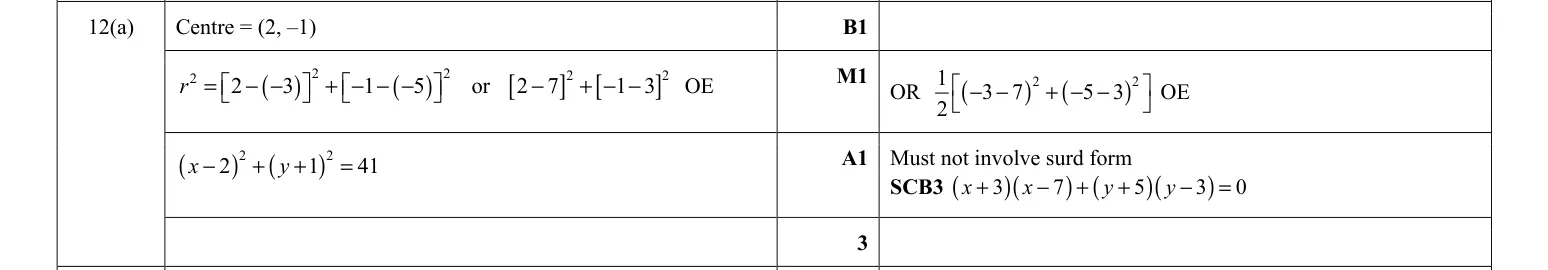 12(a) Centre = (2, –1) B1
r² = [2 – (–3)]² + [–1 – (–5)]² or [2 – 7]² + [–1 – 3]² OE M1 OR 1/2[(–3 – 7)² + (–5 – 3)²] OE
(x – 2)² + (y + 1)² = 41 A1 Must not involve surd form
SCB3 (x + 3)(x – 7) + (y + 5)(y – 3) = 0
3